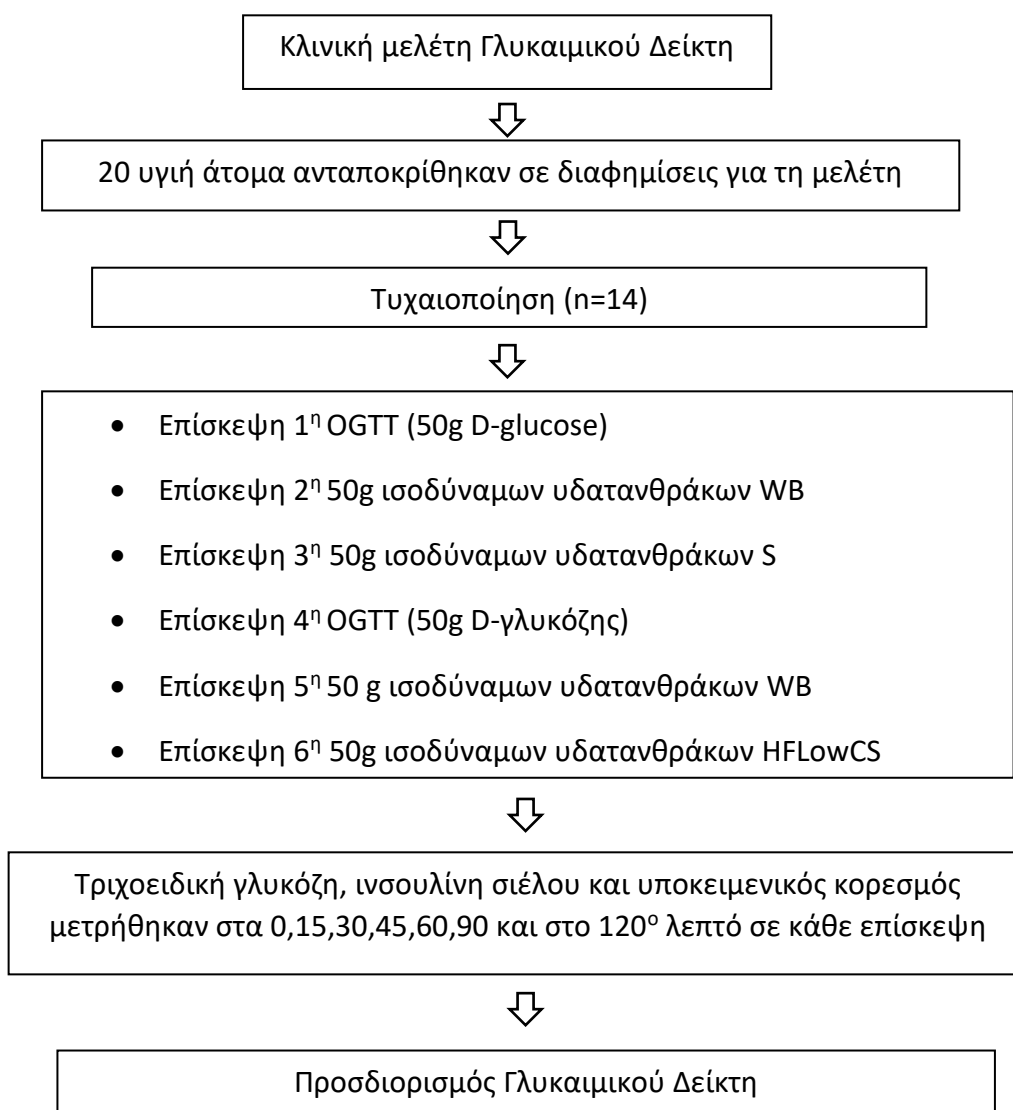 Κλινική μελέτη Γλυκαιμικού Δείκτη
20 υγιή άτομα ανταποκρίθηκαν σε διαφημίσεις για τη μελέτη
Τυχαιοποίηση (n=14)
• Επίσκεψη 1η OGTT (50g D-glucose)
• Επίσκεψη 2η 50g ισοδύναμων υδατανθράκων WB
• Επίσκεψη 3η 50g ισοδύναμων υδατανθράκων S
• Επίσκεψη 4η OGTT (50g D-γλυκόζης)
• Επίσκεψη 5η 50 g ισοδύναμων υδατανθράκων WB
• Επίσκεψη 6η 50g ισοδύναμων υδατανθράκων HFLowCS
Τριχοειδική γλυκόζη, ινσουλίνη σιέλου και υποκειμενικός κορεσμός
μετρήθηκαν στα 0,15,30,45,60,90 και στο 120ο λεπτό σε κάθε επίσκεψη
Προσδιορισμός Γλυκαιμικού Δείκτη